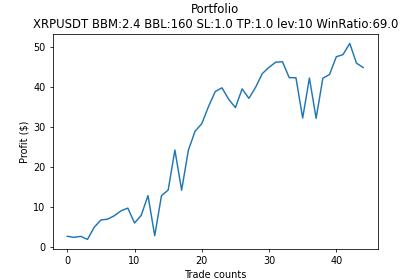 Portfolio
XRPUSDT BBM:2.4 BBL:160 SL:1.0 TP:1.0 lev:10 WinRatio:69.0
Profit ($)
50
40
30
20
10
0
0 10 20 30 40
Trade counts